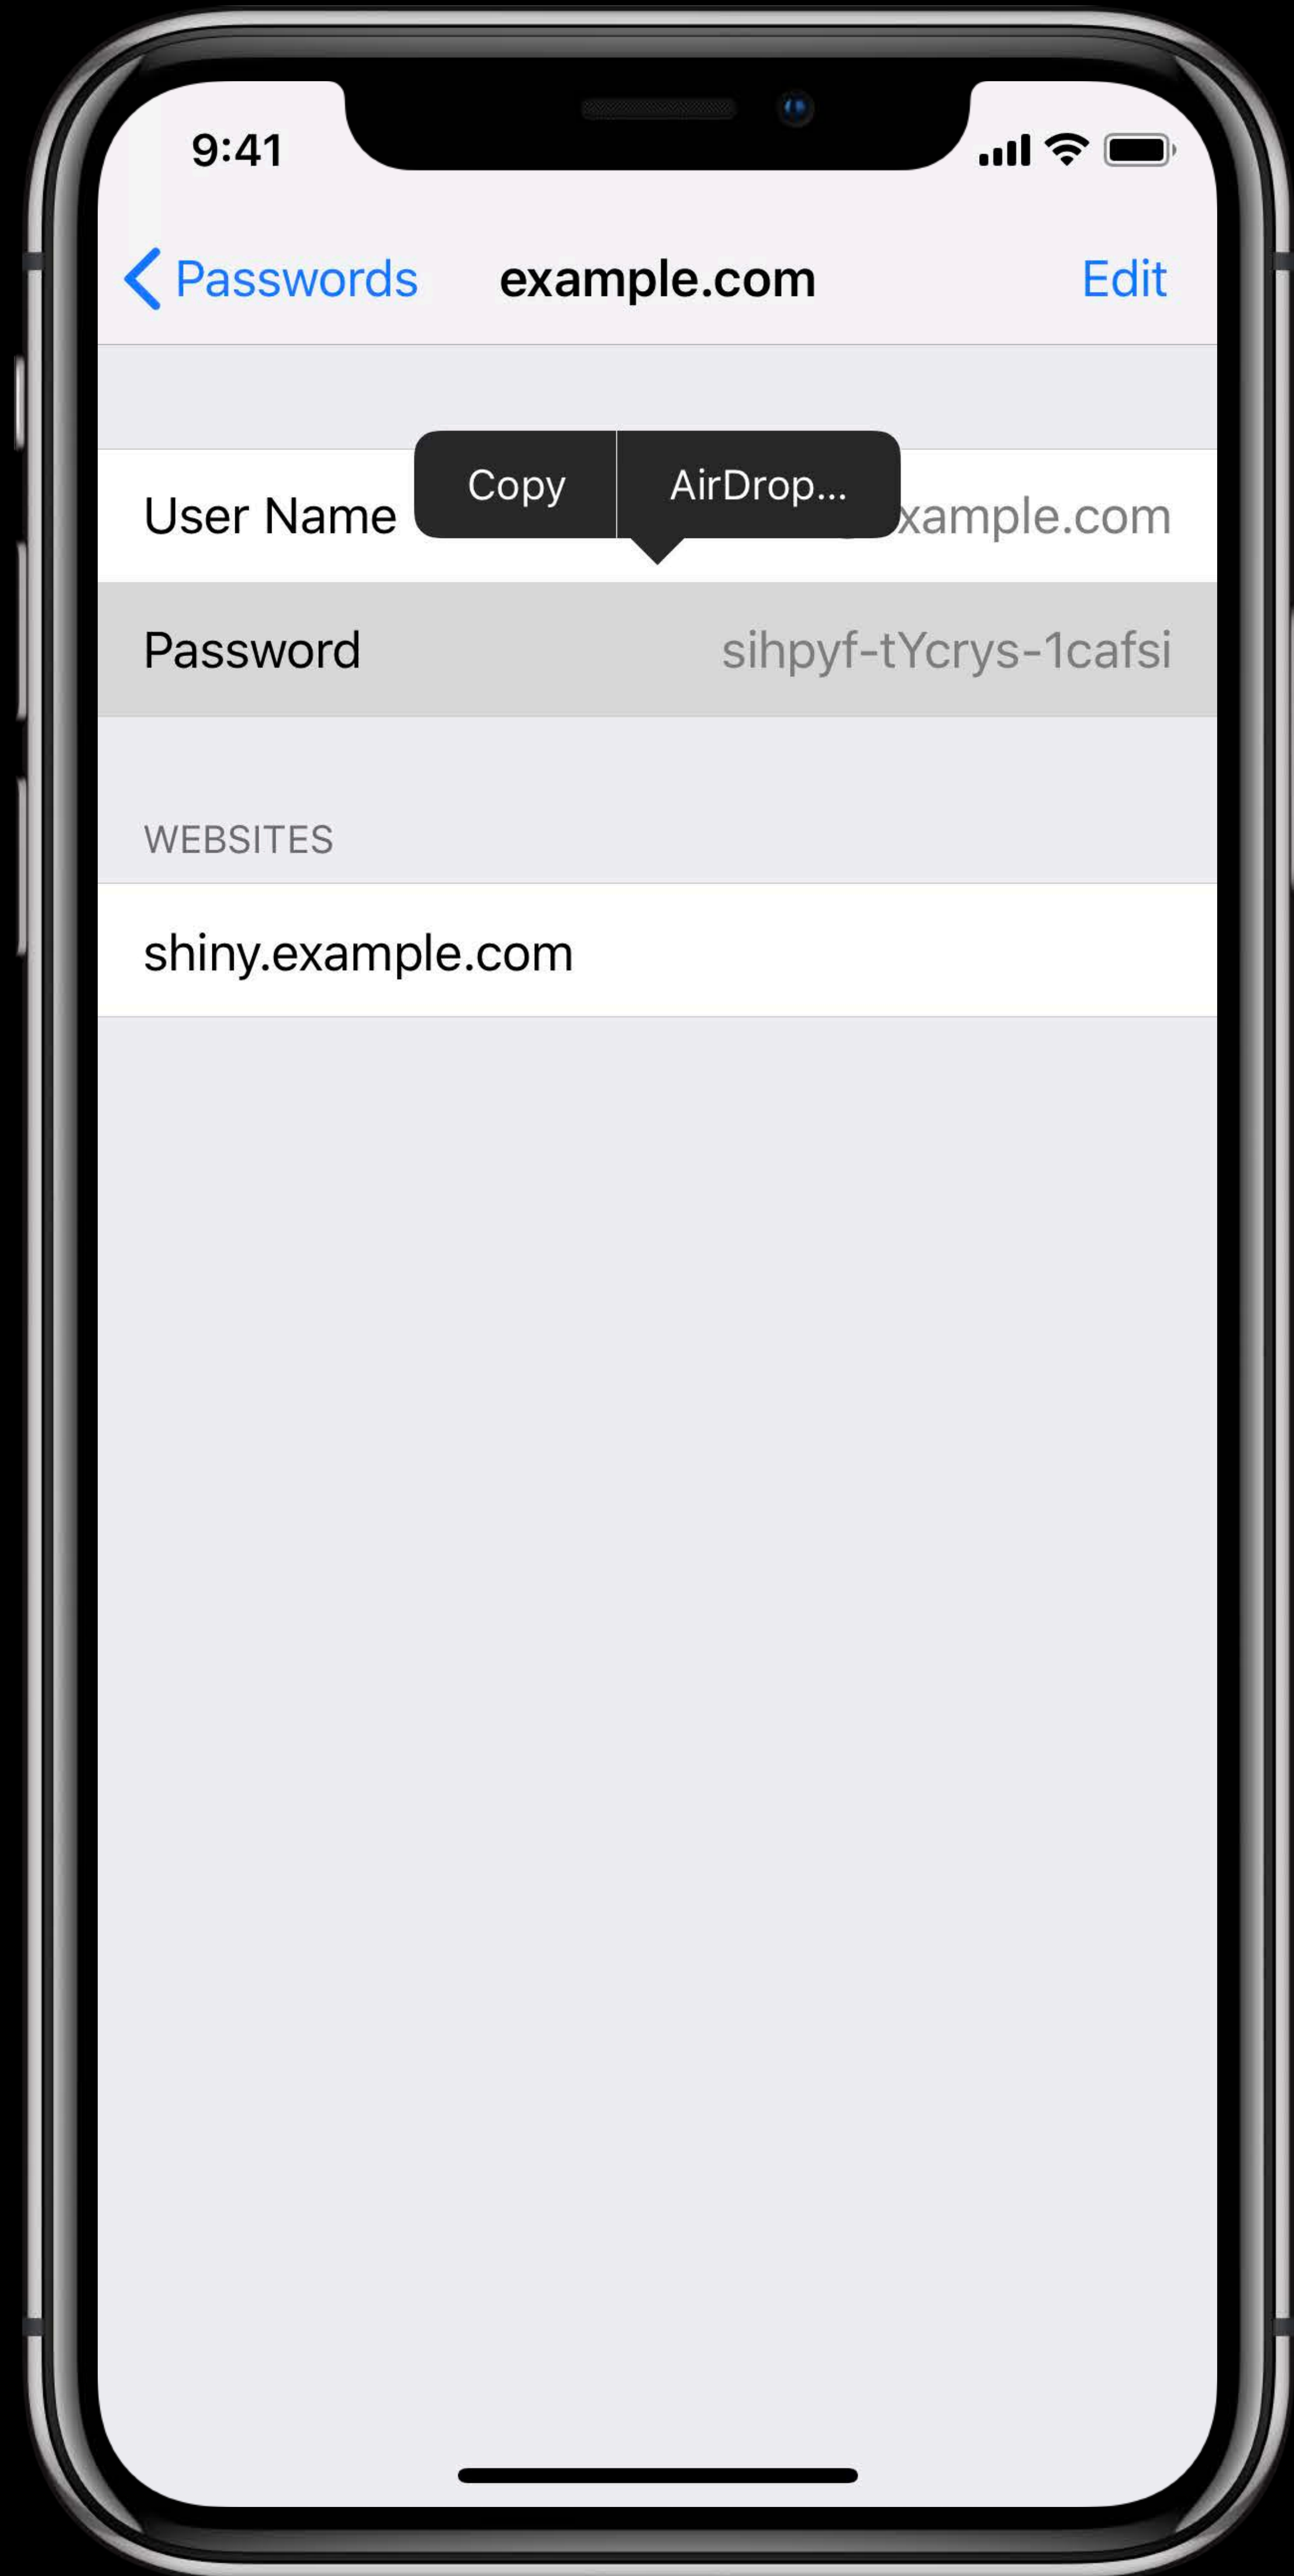 9:41
Passwords example.com Edit
Copy AirDrop...
User Name xample.com
Password sihpyf-tYcrys-1cafsi
WEBSITES
shiny.example.com